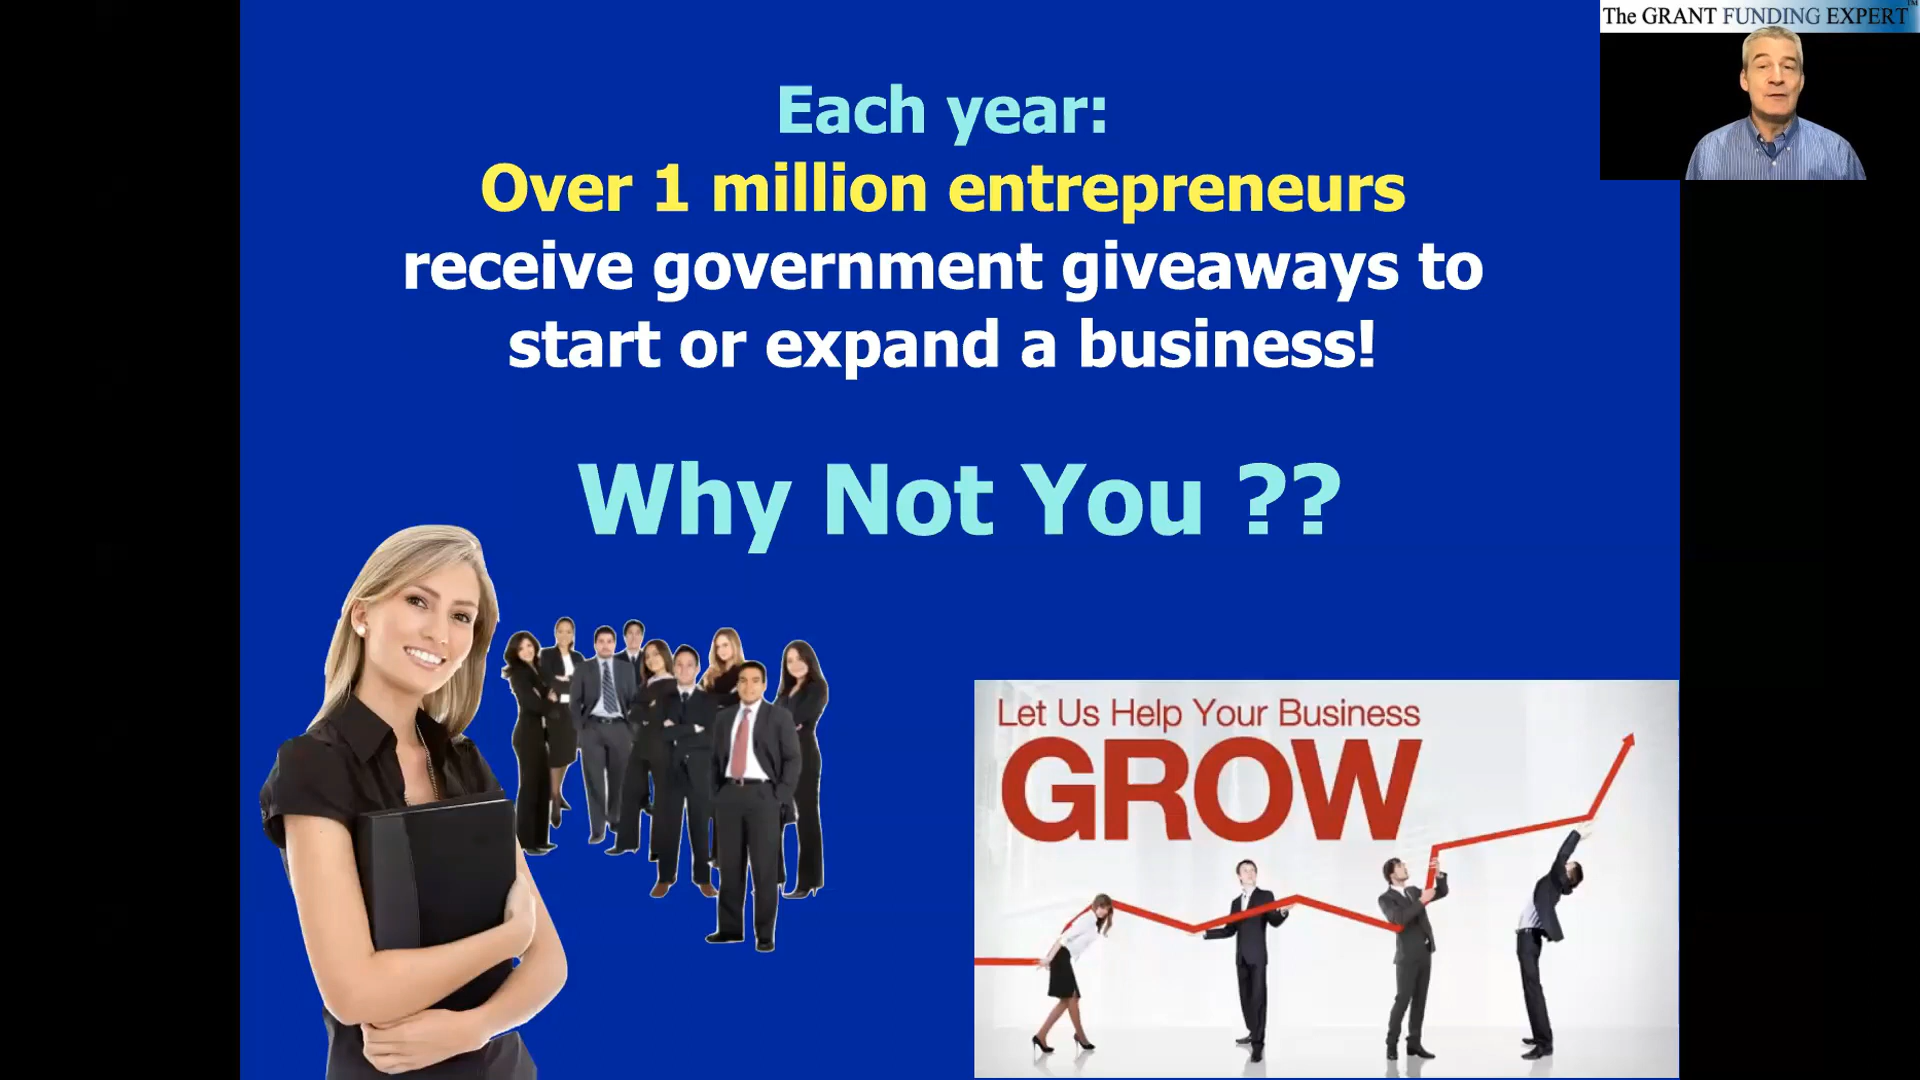 The GRANT FUNDING EXPERT™
Each year:
Over 1 million entrepreneurs
receive government giveaways to
start or expand a business!
Why Not You ??
Let Us Help Your Business
GROW